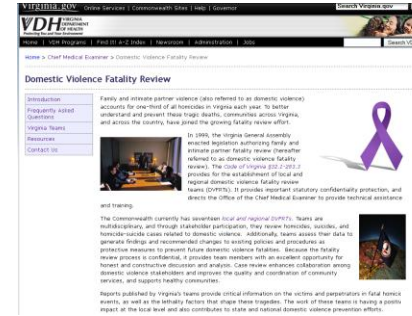 Virginia.gov Online Services | Commonwealth Sites | Help | Governor Search Virginia.gov
VDH VIRGINIA DEPARTMENT OF HEALTH
Protecting You and Your Environment
Home | VDH Programs | Find It! A-Z Index | Newsroom | Administration | Jobs Search VD
Home > Chief Medical Examiner > Domestic Violence Fatality Review
Domestic Violence Fatality Review
Introduction
Frequently Asked Questions
Virginia Teams
Resources
Contact Us
Family and intimate partner violence (also referred to as domestic violence)
accounts for one-third of all homicides in Virginia each year. To better
understand and prevent these tragic deaths, communities across Virginia,
and across the country, have joined the growing fatality review effort.
In 1999, the Virginia General Assembly
enacted legislation authorizing family and
intimate partner fatality review (hereafter
referred to as domestic violence fatality
review). The Code of Virginia §32.1-283.3
provides for the establishment of local and
regional domestic violence fatality review
teams (DVFRTs). It provides important statutory confidentiality protection, and
directs the Office of the Chief Medical Examiner to provide technical assistance
and training.
The Commonwealth currently has seventeen local and regional DVFRTs. Teams are
multidisciplinary, and through stakeholder participation, they review homicides, suicides, and
homicide-suicide cases related to domestic violence. Additionally, teams assess their data to
generate findings and recommended changes to existing policies and procedures as
protective measures to prevent future domestic violence fatalities. Because the fatality
review process is confidential, it provides team members with an excellent opportunity for
honest and constructive discussion and analysis. Case review enhances collaboration among
domestic violence stakeholders and improves the quality and coordination of community
services, and supports healthy communities.
Reports published by Virginia's teams provide critical information on the victims and perpetrators in fatal homicide
events, as well as the lethality factors that shape these tragedies. The work of these teams is having a positi
impact at the local level and also contributes to state and national domestic violence prevention efforts.